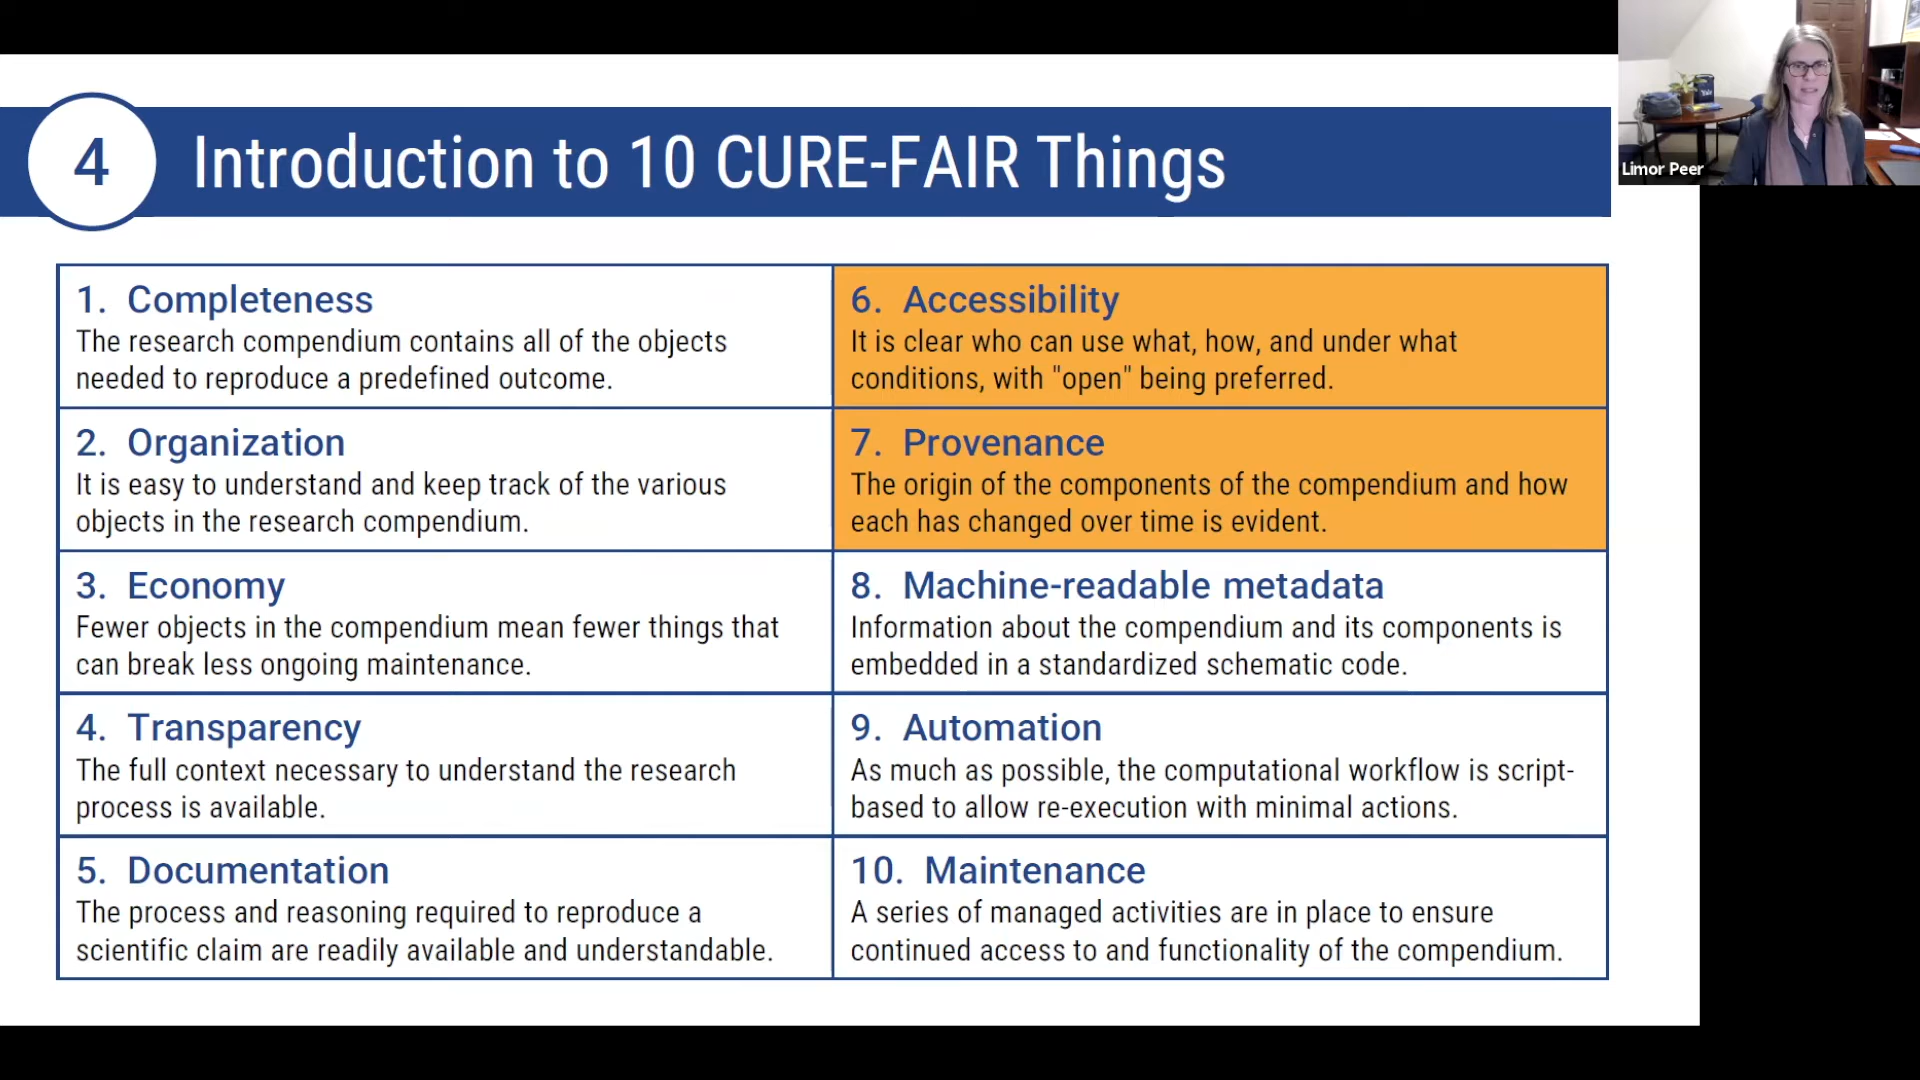 4
Introduction to 10 CURE-FAIR Things
Limor Peer
1. Completeness
The research compendium contains all of the objects
needed to reproduce a predefined outcome.
2. Organization
It is easy to understand and keep track of the various
objects in the research compendium.
3. Economy
Fewer objects in the compendium mean fewer things that
can break less ongoing maintenance.
4. Transparency
The full context necessary to understand the research
process is available.
5. Documentation
The process and reasoning required to reproduce a
scientific claim are readily available and understandable.
6. Accessibility
It is clear who can use what, how, and under what
conditions, with "open" being preferred.
7. Provenance
The origin of the components of the compendium and how
each has changed over time is evident.
8. Machine-readable metadata
Information about the compendium and its components is
embedded in a standardized schematic code.
9. Automation
As much as possible, the computational workflow is script-
based to allow re-execution with minimal actions.
10. Maintenance
A series of managed activities are in place to ensure
continued access to and functionality of the compendium.